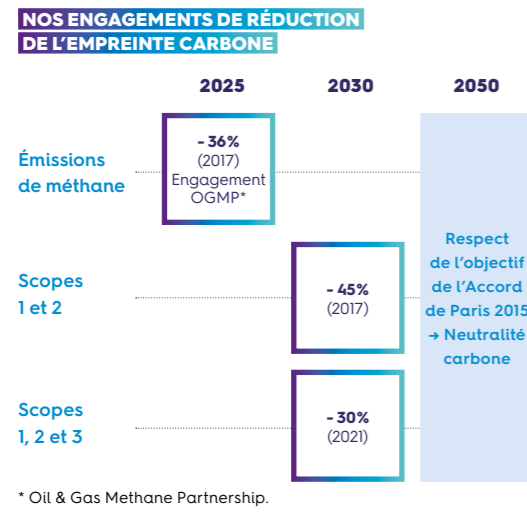 NOS ENGAGEMENTS DE RÉDUCTION
DE L'EMPREINTE CARBONE
2025 2030 2050
Émissions
de méthane
- 36%
(2017)
Engagement
OGMP*
Scopes
1 et 2
- 45%
(2017)
Scopes
1, 2 et 3
- 30%
(2021)
Respect
de l'objectif
de l'Accord
de Paris 2015
→ Neutralité
carbone
* Oil & Gas Methane Partnership.